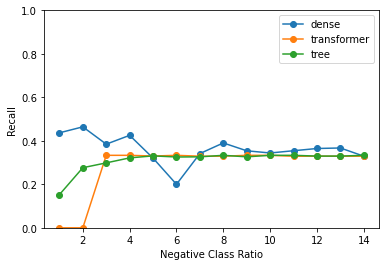 1.0
0.8
0.6
0.4
0.2
0.0
Recall
dense
transformer
tree
2 4 6 8 10 12 14
Negative Class Ratio